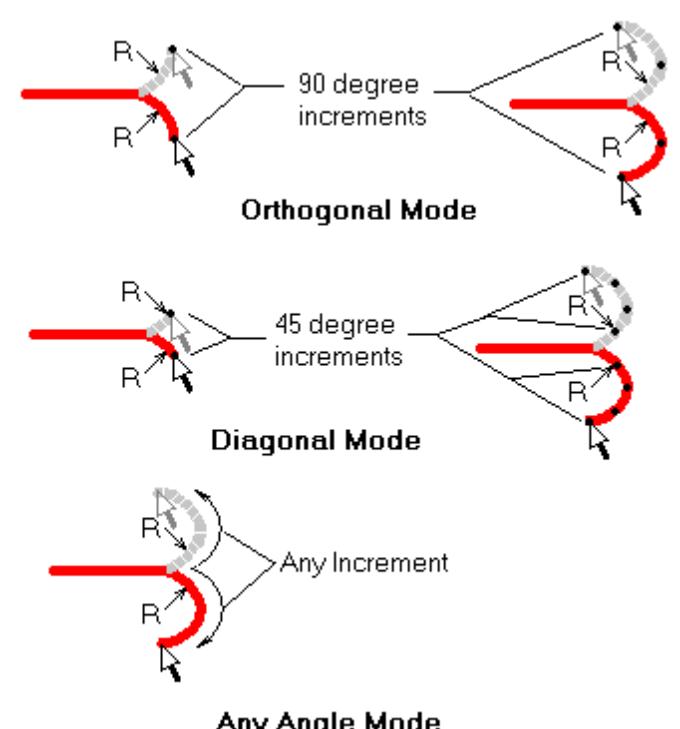 R
R
90 degree
increments
R
R
Orthogonal Mode
R
R
45 degree
increments
R
R
Diagonal Mode
R
R
Any Increment
Any Angle Mode